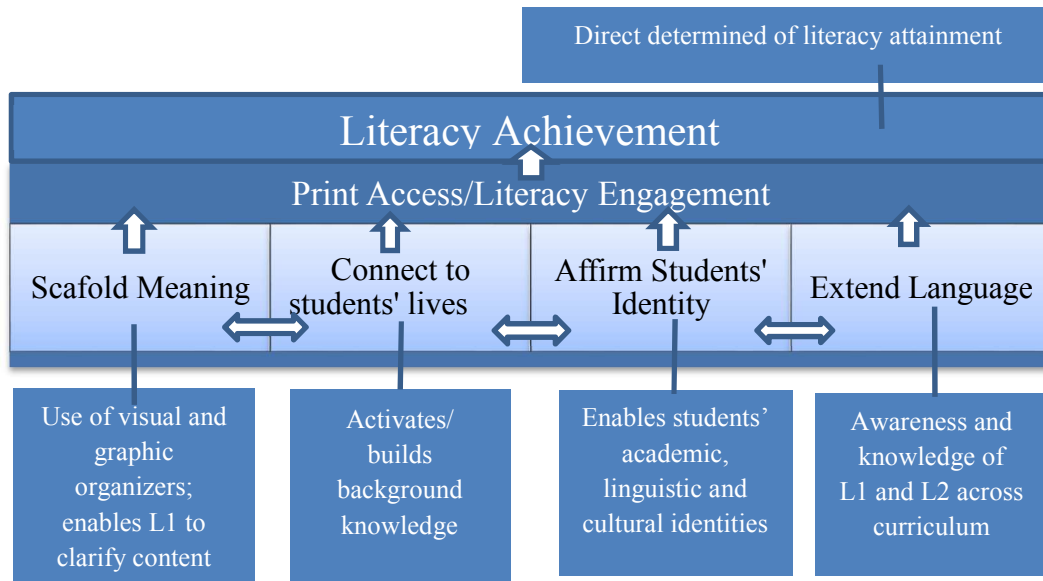 Direct determined of literacy attainment
Literacy Achievement
Print Access/Literacy Engagement
Scafold Meaning
Connect to
students' lives
Affirm Students'
Identity
Extend Language
Use of visual and
graphic
organizers;
enables L1 to
clarify content
Activates/
builds
background
knowledge
Enables students’
academic,
linguistic and
cultural identities
Awareness and
knowledge of
L1 and L2 across
curriculum